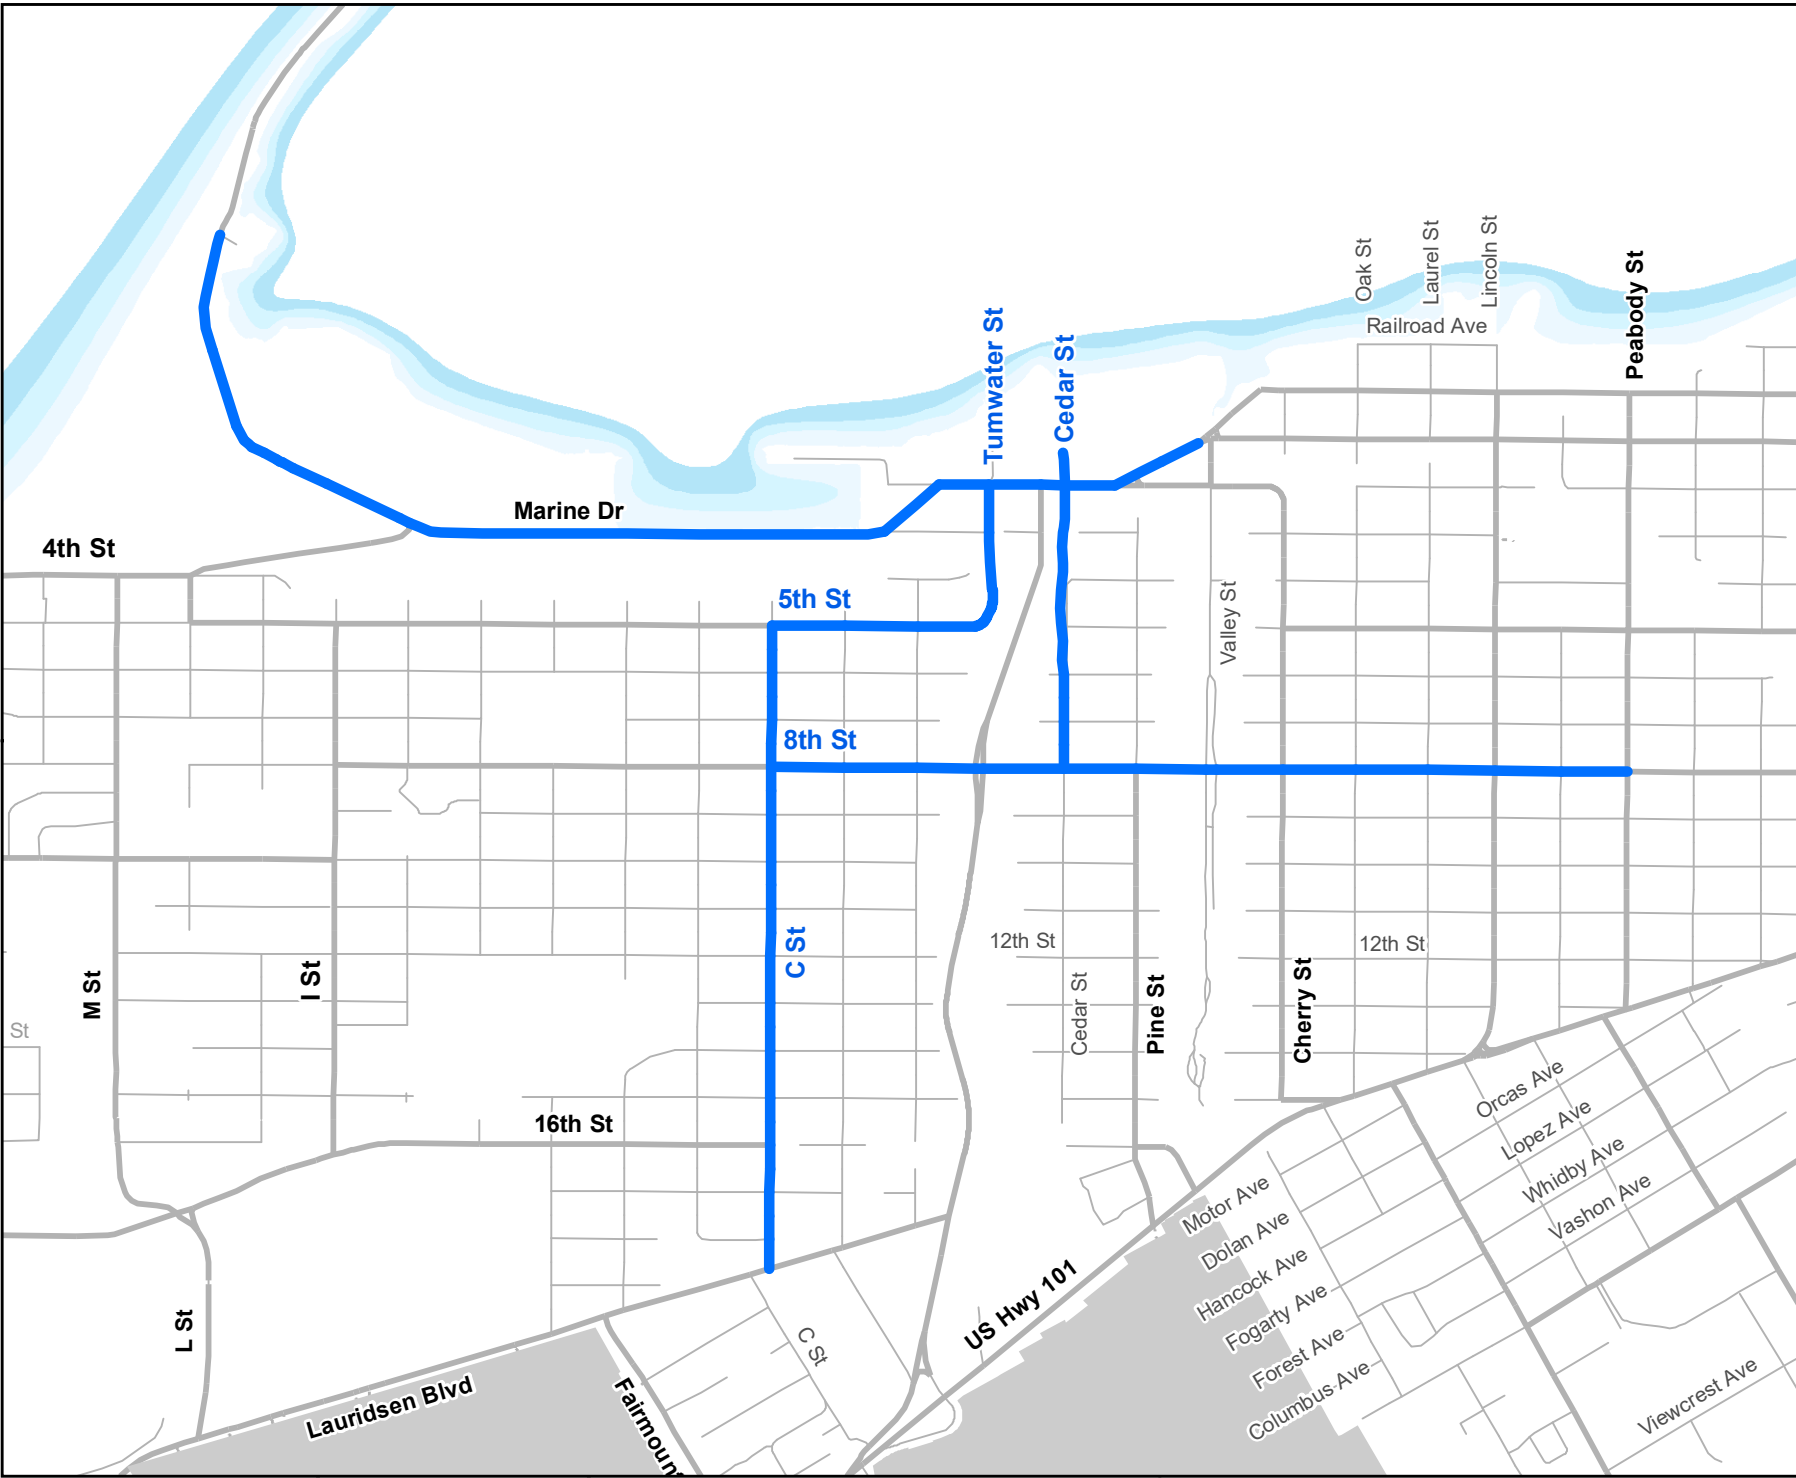 Oak St
Laurel St
Lincoln St
Peabody St
Railroad Ave
Tumwater St
Cedar St
Marine Dr
4th St
5th St
Valley St
8th St
C St
12th St
12th St
M St
I St
Cedar St
Pine St
Cherry St
St
16th St
Orcas Ave
Lopez Ave
Whidby Ave
Vashon Ave
Motor Ave
Dolan Ave
Hancock Ave
Fogarty Ave
Forest Ave
Columbus Ave
US Hwy 101
L St
C St
Lauridsen Blvd
Fairmount
Viewcrest Ave